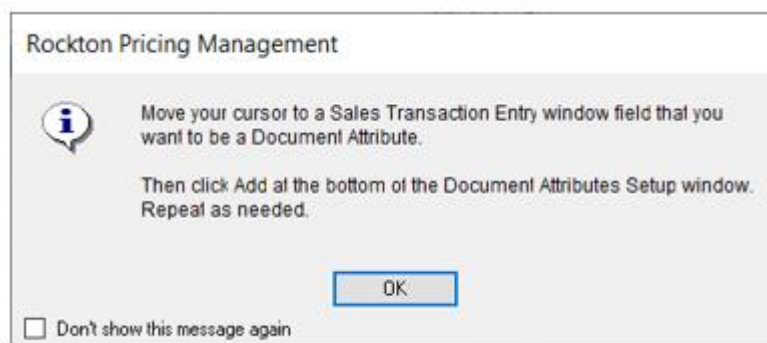 Rockton Pricing Management
Move your cursor to a Sales Transaction Entry window field that you
want to be a Document Attribute.
Then click Add at the bottom of the Document Attributes Setup window.
Repeat as needed.
OK
Don't show this message again